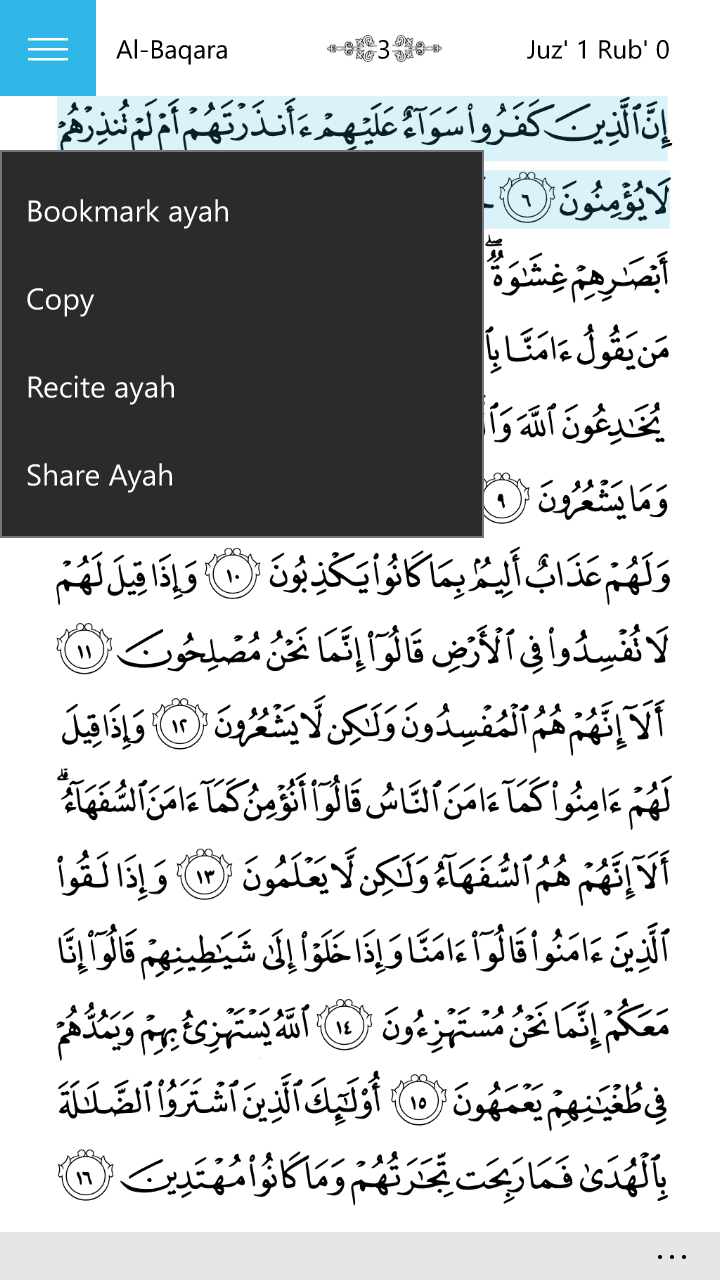 Al-Baqara 3 Juz' 1 Rub' 0
إِنَّ ٱلَّذِينَ كَفَرُوا۟ سَوَآءٌ عَلَيْهِمْ ءَأَنذَرْتَهُمْ أَمْ لَمْ تُنذِرْهُمْ
لَا يُؤْمِنُونَ ٦
أَبْصَـٰرِهِمْ غِشَـٰوَةٌ ۖ
مَن يَقُولُ ءَامَنَّا
يُخَـٰدِعُونَ ٱللَّهَ
وَمَا يَشْعُرُونَ ٩
Bookmark ayah
Copy
Recite ayah
Share Ayah
وَلَهُمْ عَذَابٌ أَلِيمٌۢ بِمَا كَانُوا۟ يَكْذِبُونَ ١٠ وَإِذَا قِيلَ لَهُمْ
لَا تُفْسِدُوا۟ فِى ٱلْأَرْضِ قَالُوٓا۟ إِنَّمَا نَحْنُ مُصْلِحُونَ ١١
أَلَآ إِنَّهُمْ هُمُ ٱلْمُفْسِدُونَ وَلَـٰكِن لَّا يَشْعُرُونَ ١٢ وَإِذَا قِيلَ
لَهُمْ ءَامِنُوا۟ كَمَآ ءَامَنَ ٱلنَّاسُ قَالُوٓا۟ أَنُؤْمِنُ كَمَآ ءَامَنَ ٱلسُّفَهَآءُ ۗ
أَلَآ إِنَّهُمْ هُمُ ٱلسُّفَهَآءُ وَلَـٰكِن لَّا يَعْلَمُونَ ١٣ وَإِذَا لَقُوا۟
ٱلَّذِينَ ءَامَنُوا۟ قَالُوٓا۟ ءَامَنَّا وَإِذَا خَلَوْا۟ إِلَىٰ شَيَـٰطِينِهِمْ قَالُوٓا۟ إِنَّا
مَعَكُمْ إِنَّمَا نَحْنُ مُسْتَهْزِءُونَ ١٤ ٱللَّهُ يَسْتَهْزِئُ بِهِمْ وَيَمُدُّهُمْ
فِى طُغْيَـٰنِهِمْ يَعْمَهُونَ ١٥ أُو۟لَـٰٓئِكَ ٱلَّذِينَ ٱشْتَرَوُا۟ ٱلضَّلَـٰلَةَ
بِٱلْهُدَىٰ فَمَا رَبِحَت تِّجَـٰرَتُهُمْ وَمَا كَانُوا۟ مُهْتَدِينَ ١٦